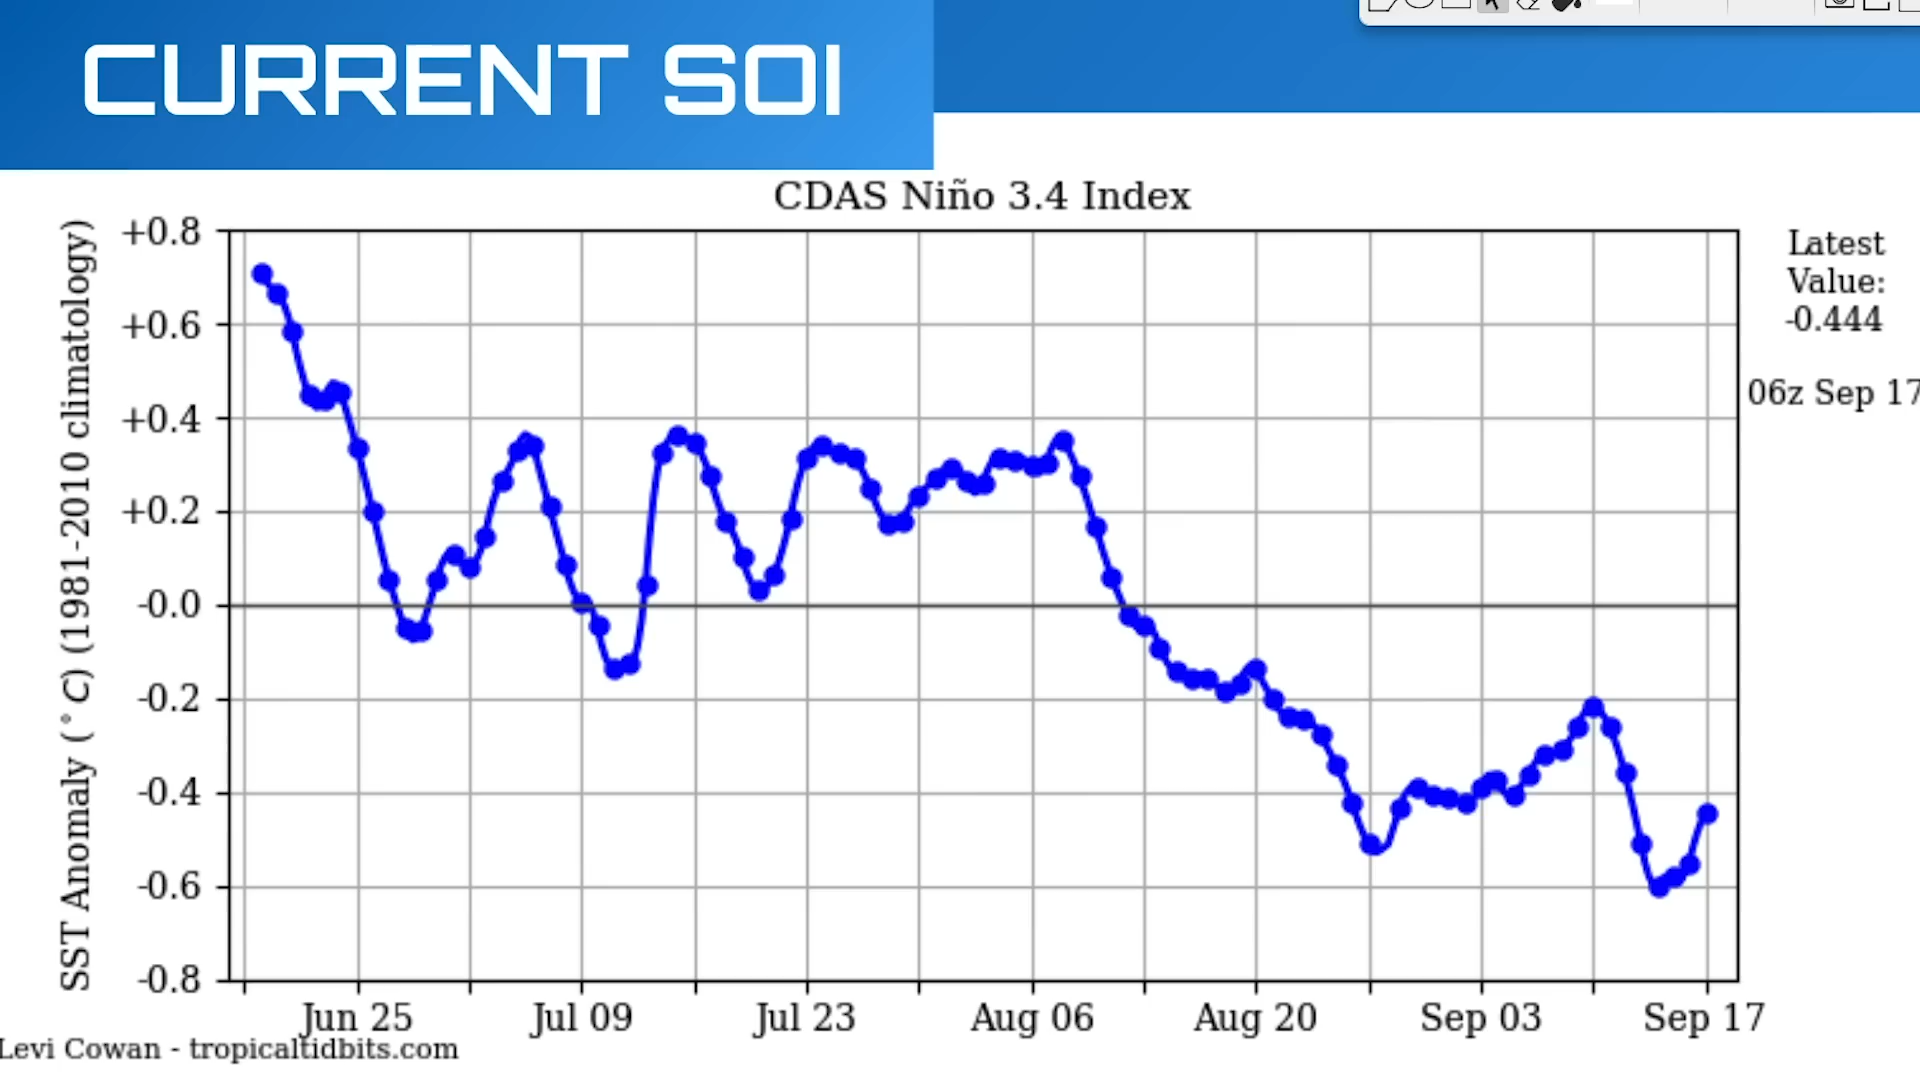 CURRENT SOI
CDAS Niño 3.4 Index
SST Anomaly (°C) (1981-2010 climatology)
+0.8
+0.6
+0.4
+0.2
-0.0
-0.2
-0.4
-0.6
-0.8
Latest
Value:
-0.444
06z Sep 17
Jun 25
Jul 09
Jul 23
Aug 06
Aug 20
Sep 03
Sep 17
Levi Cowan - tropicaltidbits.com